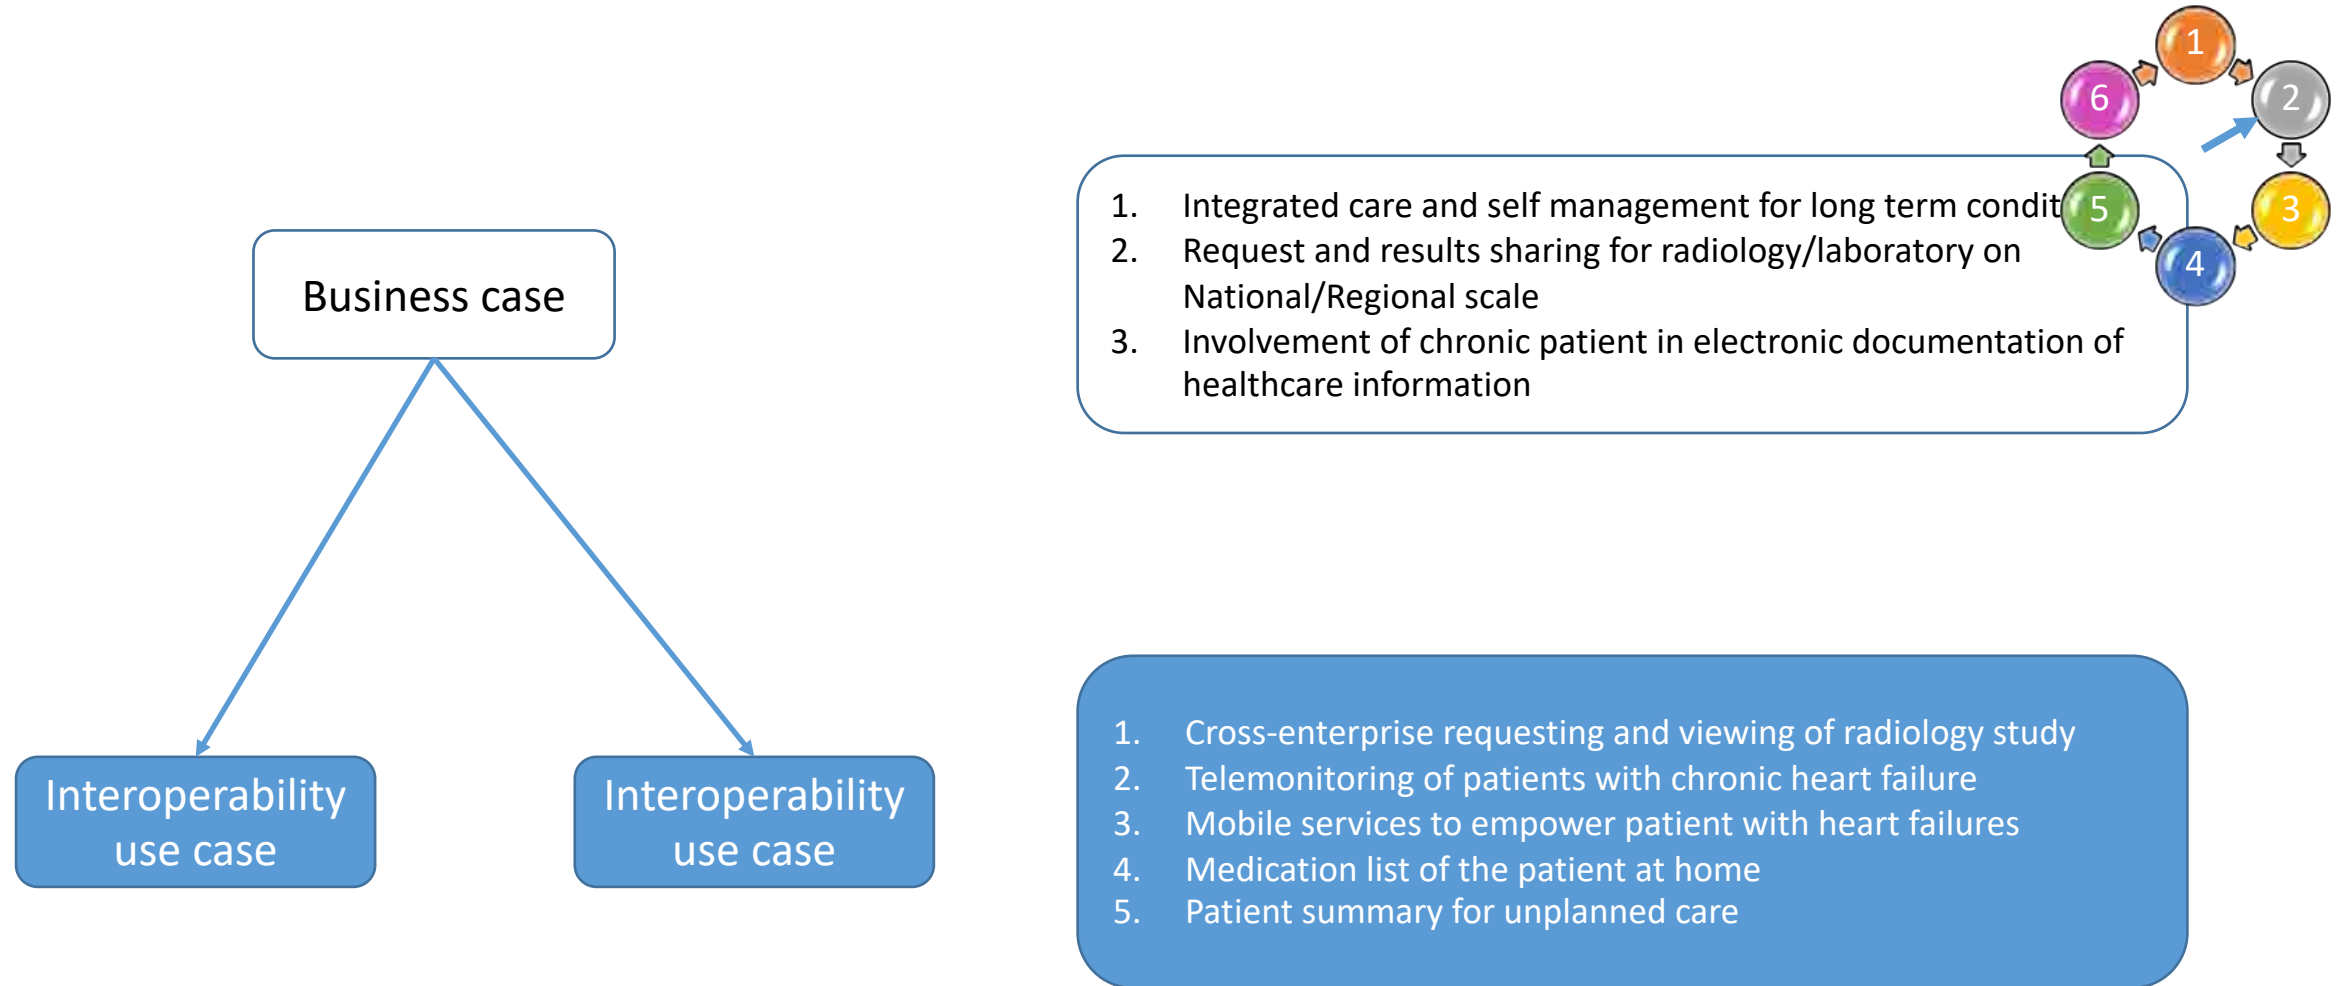 1
6
2
5
3
4
Business case
1. Integrated care and self management for long term condit
2. Request and results sharing for radiology/laboratory on
National/Regional scale
3. Involvement of chronic patient in electronic documentation of
healthcare information
Interoperability
use case
Interoperability
use case
1. Cross-enterprise requesting and viewing of radiology study
2. Telemonitoring of patients with chronic heart failure
3. Mobile services to empower patient with heart failures
4. Medication list of the patient at home
5. Patient summary for unplanned care